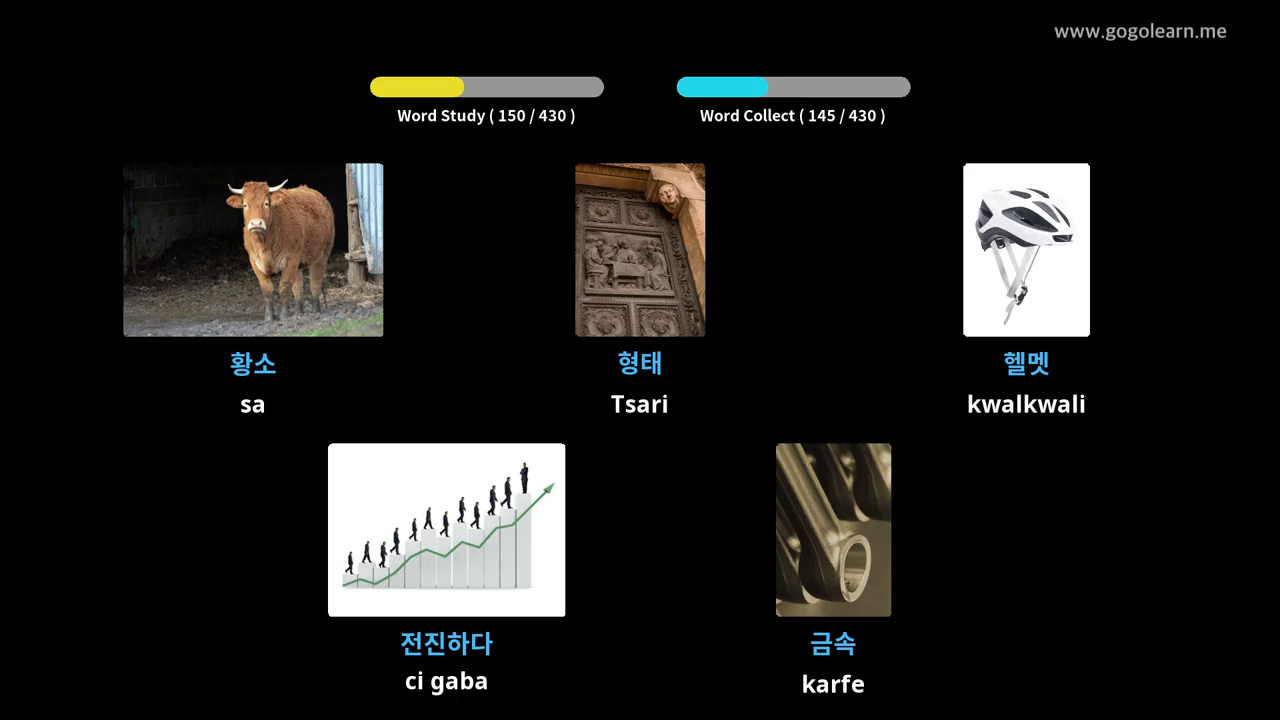 www.gogolearn.me
Word Study ( 150 / 430 )
Word Collect ( 145 / 430 )
황소
형태
헬멧
sa
Tsari
kwalkwali
전진하다
금속
ci gaba
karfe